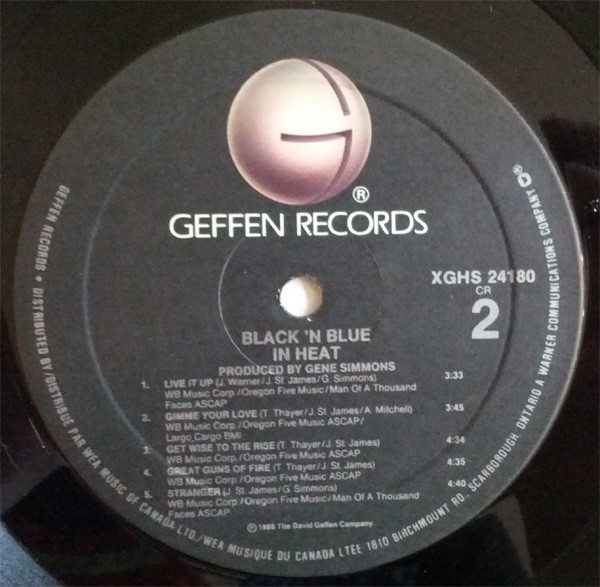 ®
GEFFEN RECORDS
XGHS 24180
CR
2
BLACK 'N BLUE
IN HEAT
PRODUCED BY GENE SIMMONS
1. LIVE IT UP (J. Warner/J. St. James/G. Simmons) 3:33
WB Music Corp./Oregon Five Music/Man Of A Thousand
Faces ASCAP
2. GIMME YOUR LOVE (T. Thayer/J. St. James/A. Mitchell) 3:45
WB Music Corp./Oregon Five Music ASCAP/
Largo Cargo BMI
3. GET WISE TO THE RISE (T. Thayer/J. St. James) 4:34
WB Music Corp./Oregon Five Music ASCAP
4. GREAT GUNS OF FIRE (T. Thayer/J. St. James) 4:35
WB Music Corp./Oregon Five Music ASCAP
5. STRANGER (J. St. James/G. Simmons) 4:40
WB Music Corp./Oregon Five Music/Man Of A Thousand
Faces ASCAP
©℗1988 The David Geffen Company.
GEFFEN RECORDS • DISTRIBUTED BY/DISTRIBUE PAR WEA MUSIC OF CANADA LTD./WEA MUSIQUE DU CANADA LTEE 1810 BIRCHMOUNT RD., SCARBOROUGH, ONTARIO A WARNER COMMUNICATIONS COMPANY